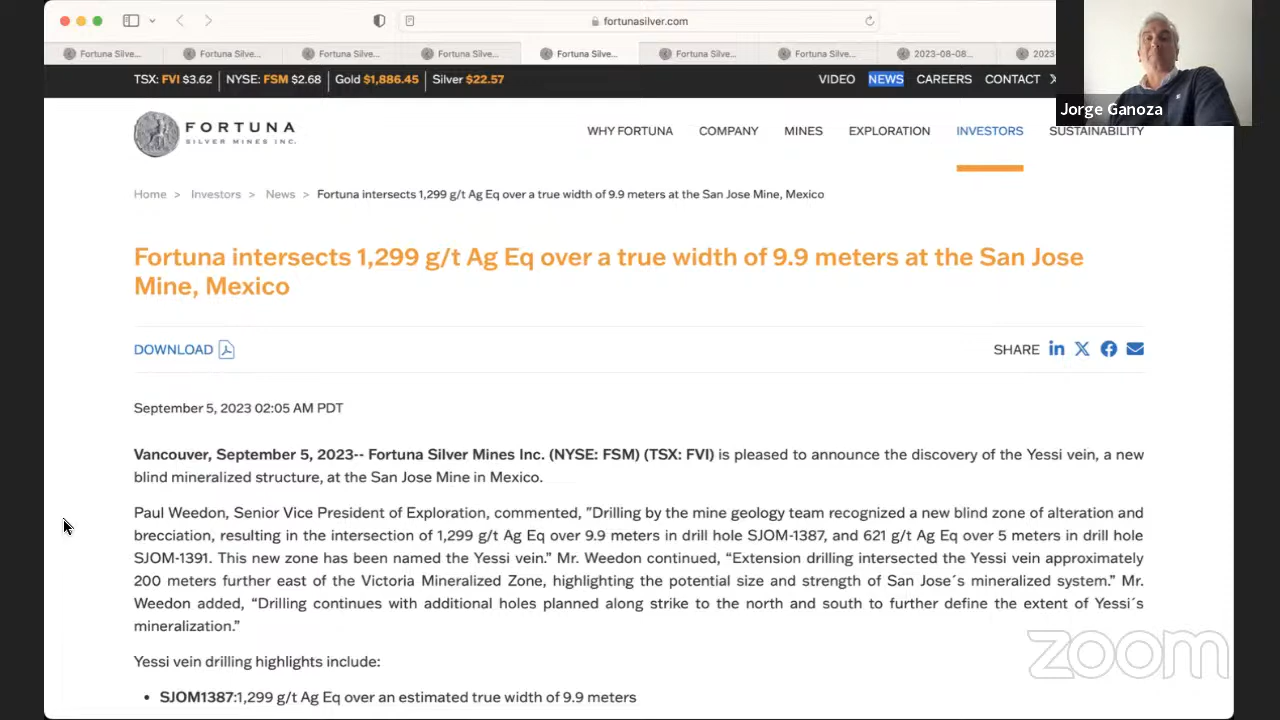 fortunasilver.com
Fortuna Silve... Fortuna Silve... Fortuna Silve... Fortuna Silve... Fortuna Silve... Fortuna Silve... Fortuna Silve... 2023-08-08... 2023
TSX: FVI $3.62 NYSE: FSM $2.68 Gold $1,886.45 Silver $22.57 VIDEO NEWS CAREERS CONTACT
Jorge Ganoza
FORTUNA
SILVER MINES INC.
WHY FORTUNA COMPANY MINES EXPLORATION INVESTORS SUSTAINABILITY
Home > Investors > News > Fortuna intersects 1,299 g/t Ag Eq over a true width of 9.9 meters at the San Jose Mine, Mexico
Fortuna intersects 1,299 g/t Ag Eq over a true width of 9.9 meters at the San Jose
Mine, Mexico
DOWNLOAD SHARE
September 5, 2023 02:05 AM PDT
Vancouver, September 5, 2023-- Fortuna Silver Mines Inc. (NYSE: FSM) (TSX: FVI) is pleased to announce the discovery of the Yessi vein, a new
blind mineralized structure, at the San Jose Mine in Mexico.
Paul Weedon, Senior Vice President of Exploration, commented, "Drilling by the mine geology team recognized a new blind zone of alteration and
brecciation, resulting in the intersection of 1,299 g/t Ag Eq over 9.9 meters in drill hole SJOM-1387, and 621 g/t Ag Eq over 5 meters in drill hole
SJOM-1391. This new zone has been named the Yessi vein.” Mr. Weedon continued, “Extension drilling intersected the Yessi vein approximately
200 meters further east of the Victoria Mineralized Zone, highlighting the potential size and strength of San Jose´s mineralized system.” Mr.
Weedon added, “Drilling continues with additional holes planned along strike to the north and south to further define the extent of Yessi´s
mineralization.”
Yessi vein drilling highlights include:
• SJOM1387:1,299 g/t Ag Eq over an estimated true width of 9.9 meters
zoom